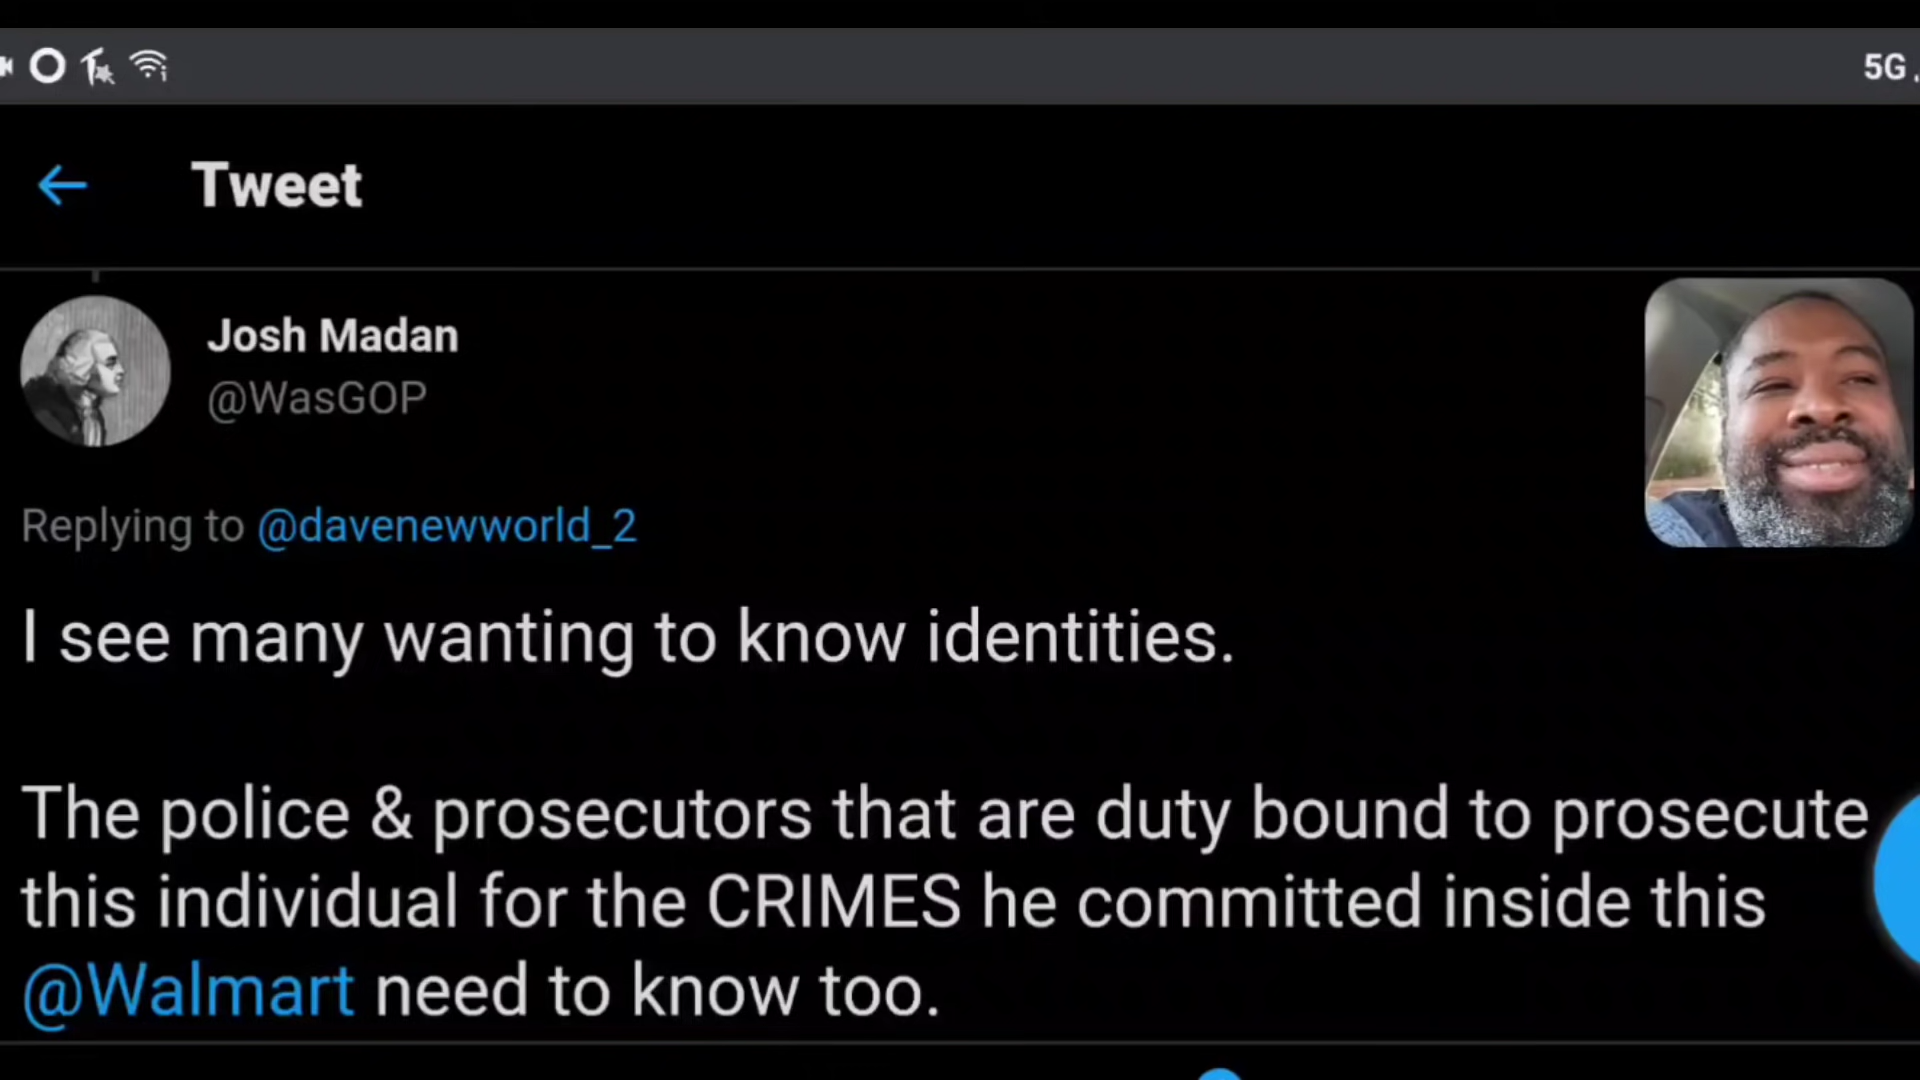 5G
Tweet
Josh Madan
@WasGOP
Replying to @davenewworld_2
I see many wanting to know identities.
The police & prosecutors that are duty bound to prosecute
this individual for the CRIMES he committed inside this
@Walmart need to know too.